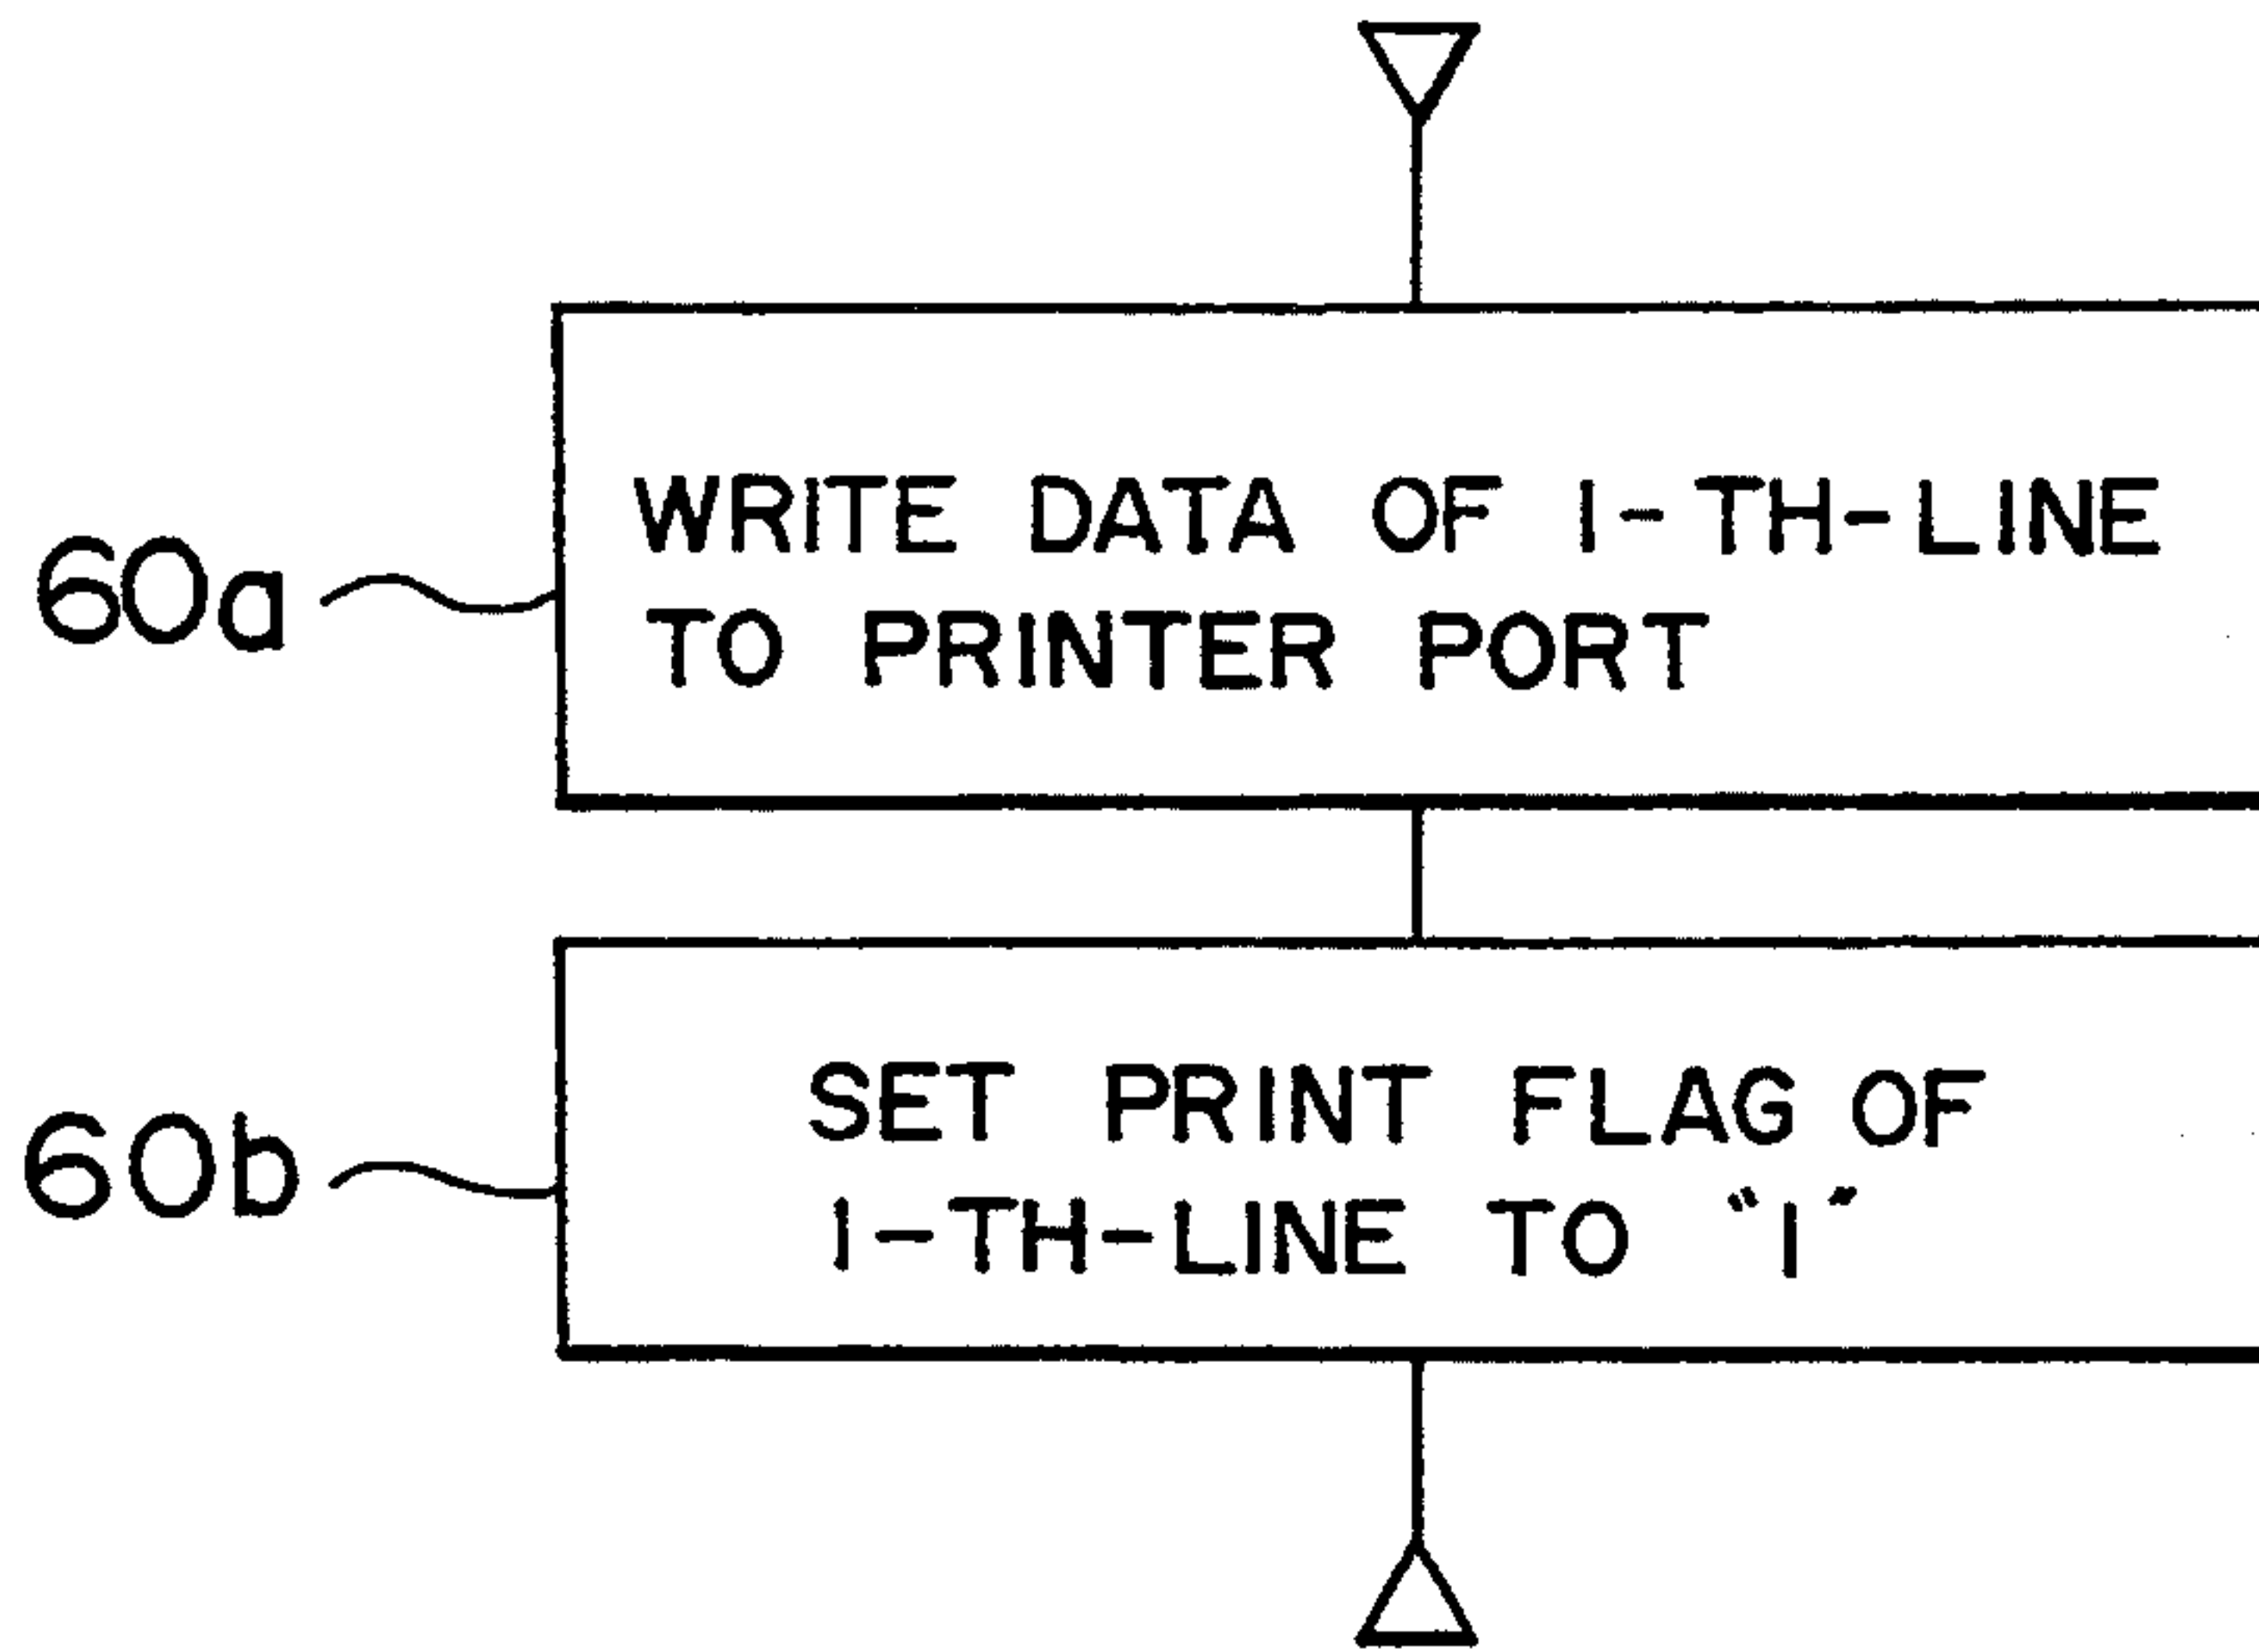 60a
WRITE DATA OF I-TH-LINE
TO PRINTER PORT
60b
SET PRINT FLAG OF
I-TH-LINE TO "1"